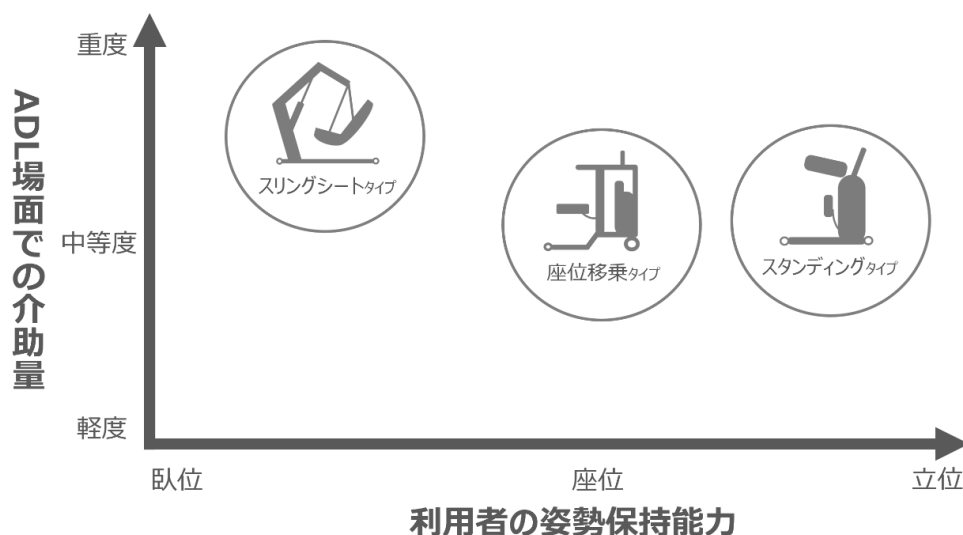 重度
ADL場面での介助量
スリングシートタイプ
中等度
座位移乗タイプ
スタンディングタイプ
軽度
臥位
座位
立位
利用者の姿勢保持能力